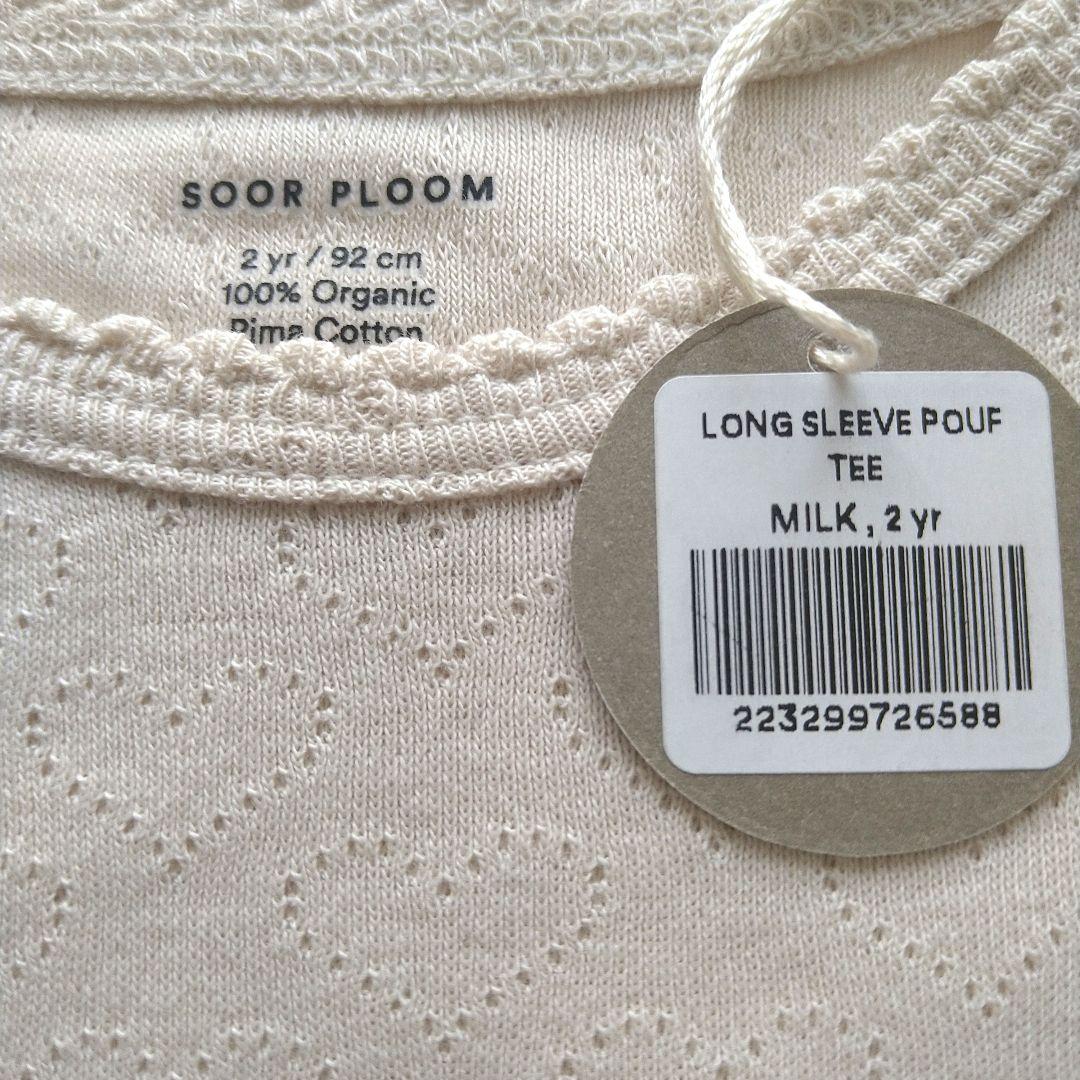 SOOR PLOOM
2 yr / 92 cm
100% Organic
Pima Cotton
LONG SLEEVE POUF
TEE
MILK, 2 yr
223299726588